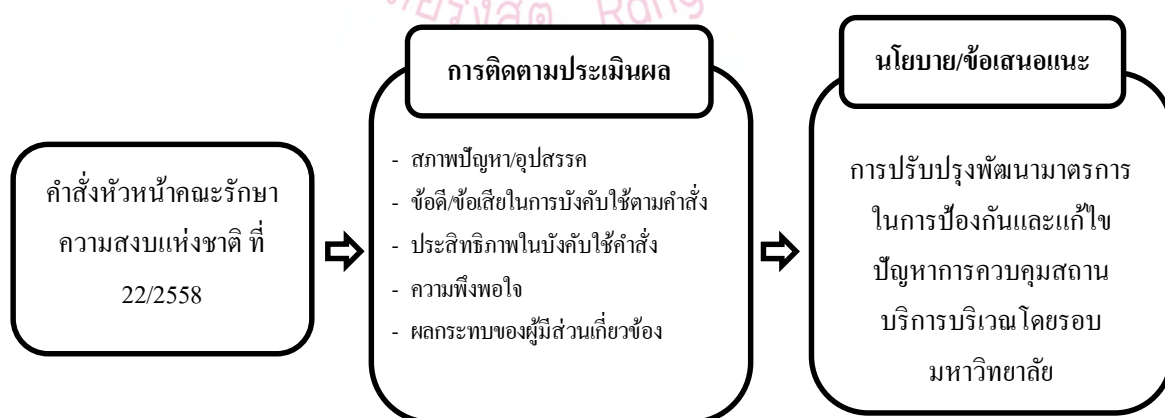 Rang
การติดตามประเมินผล
นโยบาย/ข้อเสนอแนะ
คำสั่งหัวหน้าคณะรักษา
ความสงบแห่งชาติ ที่
22/2558
- สภาพปัญหา/อุปสรรค
- ข้อดี/ข้อเสียในการบังคับใช้ตามคำสั่ง
- ประสิทธิภาพในบังคับใช้คำสั่ง
- ความพึงพอใจ
- ผลกระทบของผู้มีส่วนเกี่ยวข้อง
การปรับปรุงพัฒนามาตรการ
ในการป้องกันและแก้ไข
ปัญหาการควบคุมสถาน
บริการบริเวณโดยรอบ
มหาวิทยาลัย